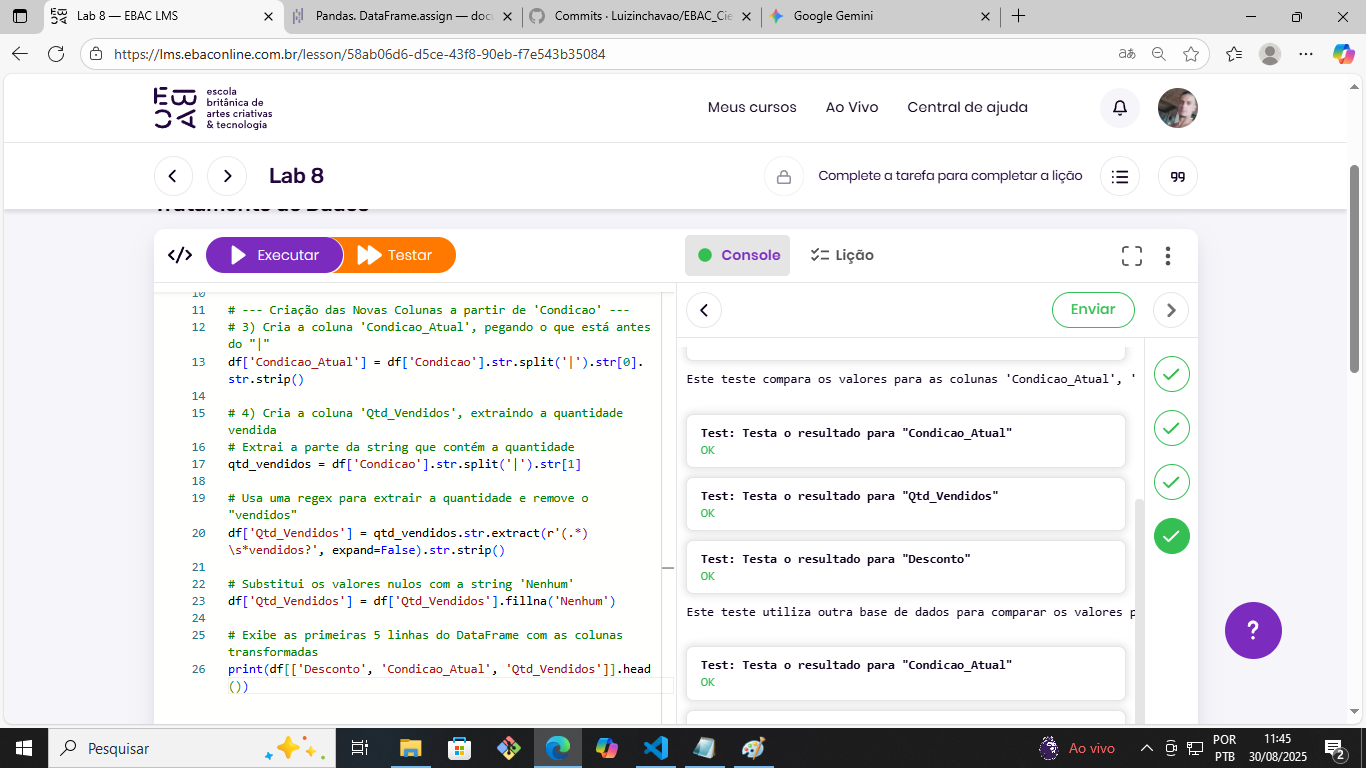 Lab 8 — EBAC LMS
Pandas. DataFrame.assign — doc
Commits · Luizinchavao/EBAC_Cie
Google Gemini
https://lms.ebaconline.com.br/lesson/58ab06d6-d5ce-43f8-90eb-f7e543b35084
EBAC
escola
britânica de
artes criativas
& tecnologia
Meus cursos
Ao Vivo
Central de ajuda
Lab 8
Complete a tarefa para completar a lição
Tratamento de Dados
Executar
Testar
Console
Lição
Enviar
10
11 # --- Criação das Novas Colunas a partir de 'Condicao' ---
12 # 3) Cria a coluna 'Condicao_Atual', pegando o que está antes
do "|"
13 df['Condicao_Atual'] = df['Condicao'].str.split('|').str[0].
str.strip()
14
15 # 4) Cria a coluna 'Qtd_Vendidos', extraindo a quantidade
vendida
16 # Extrai a parte da string que contém a quantidade
17 qtd_vendidos = df['Condicao'].str.split('|').str[1]
18
19 # Usa uma regex para extrair a quantidade e remove o
"vendidos"
20 df['Qtd_Vendidos'] = qtd_vendidos.str.extract(r'(.*)
\s*vendidos?', expand=False).str.strip()
21
22 # Substitui os valores nulos com a string 'Nenhum'
23 df['Qtd_Vendidos'] = df['Qtd_Vendidos'].fillna('Nenhum')
24
25 # Exibe as primeiras 5 linhas do DataFrame com as colunas
transformadas
26 print(df[['Desconto', 'Condicao_Atual', 'Qtd_Vendidos']].head
())
Este teste compara os valores para as colunas 'Condicao_Atual', '
Test: Testa o resultado para "Condicao_Atual"
OK
Test: Testa o resultado para "Qtd_Vendidos"
OK
Test: Testa o resultado para "Desconto"
OK
Este teste utiliza outra base de dados para comparar os valores p
Test: Testa o resultado para "Condicao_Atual"
OK
?
Pesquisar
Ao vivo
POR
PTB
11:45
30/08/2025
2